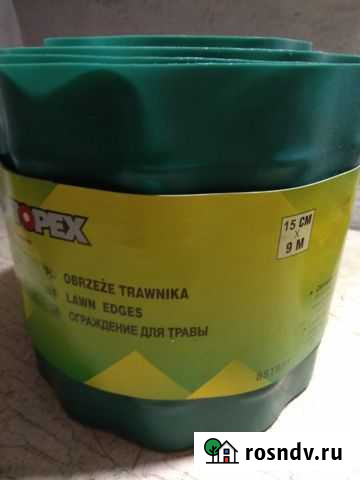 OPEX
15 CM
x
9 M
OBRZEŻE TRAWNIKA
LAWN EDGES
ОГРАЖДЕНИЕ ДЛЯ ТРАВЫ
rosndv.ru